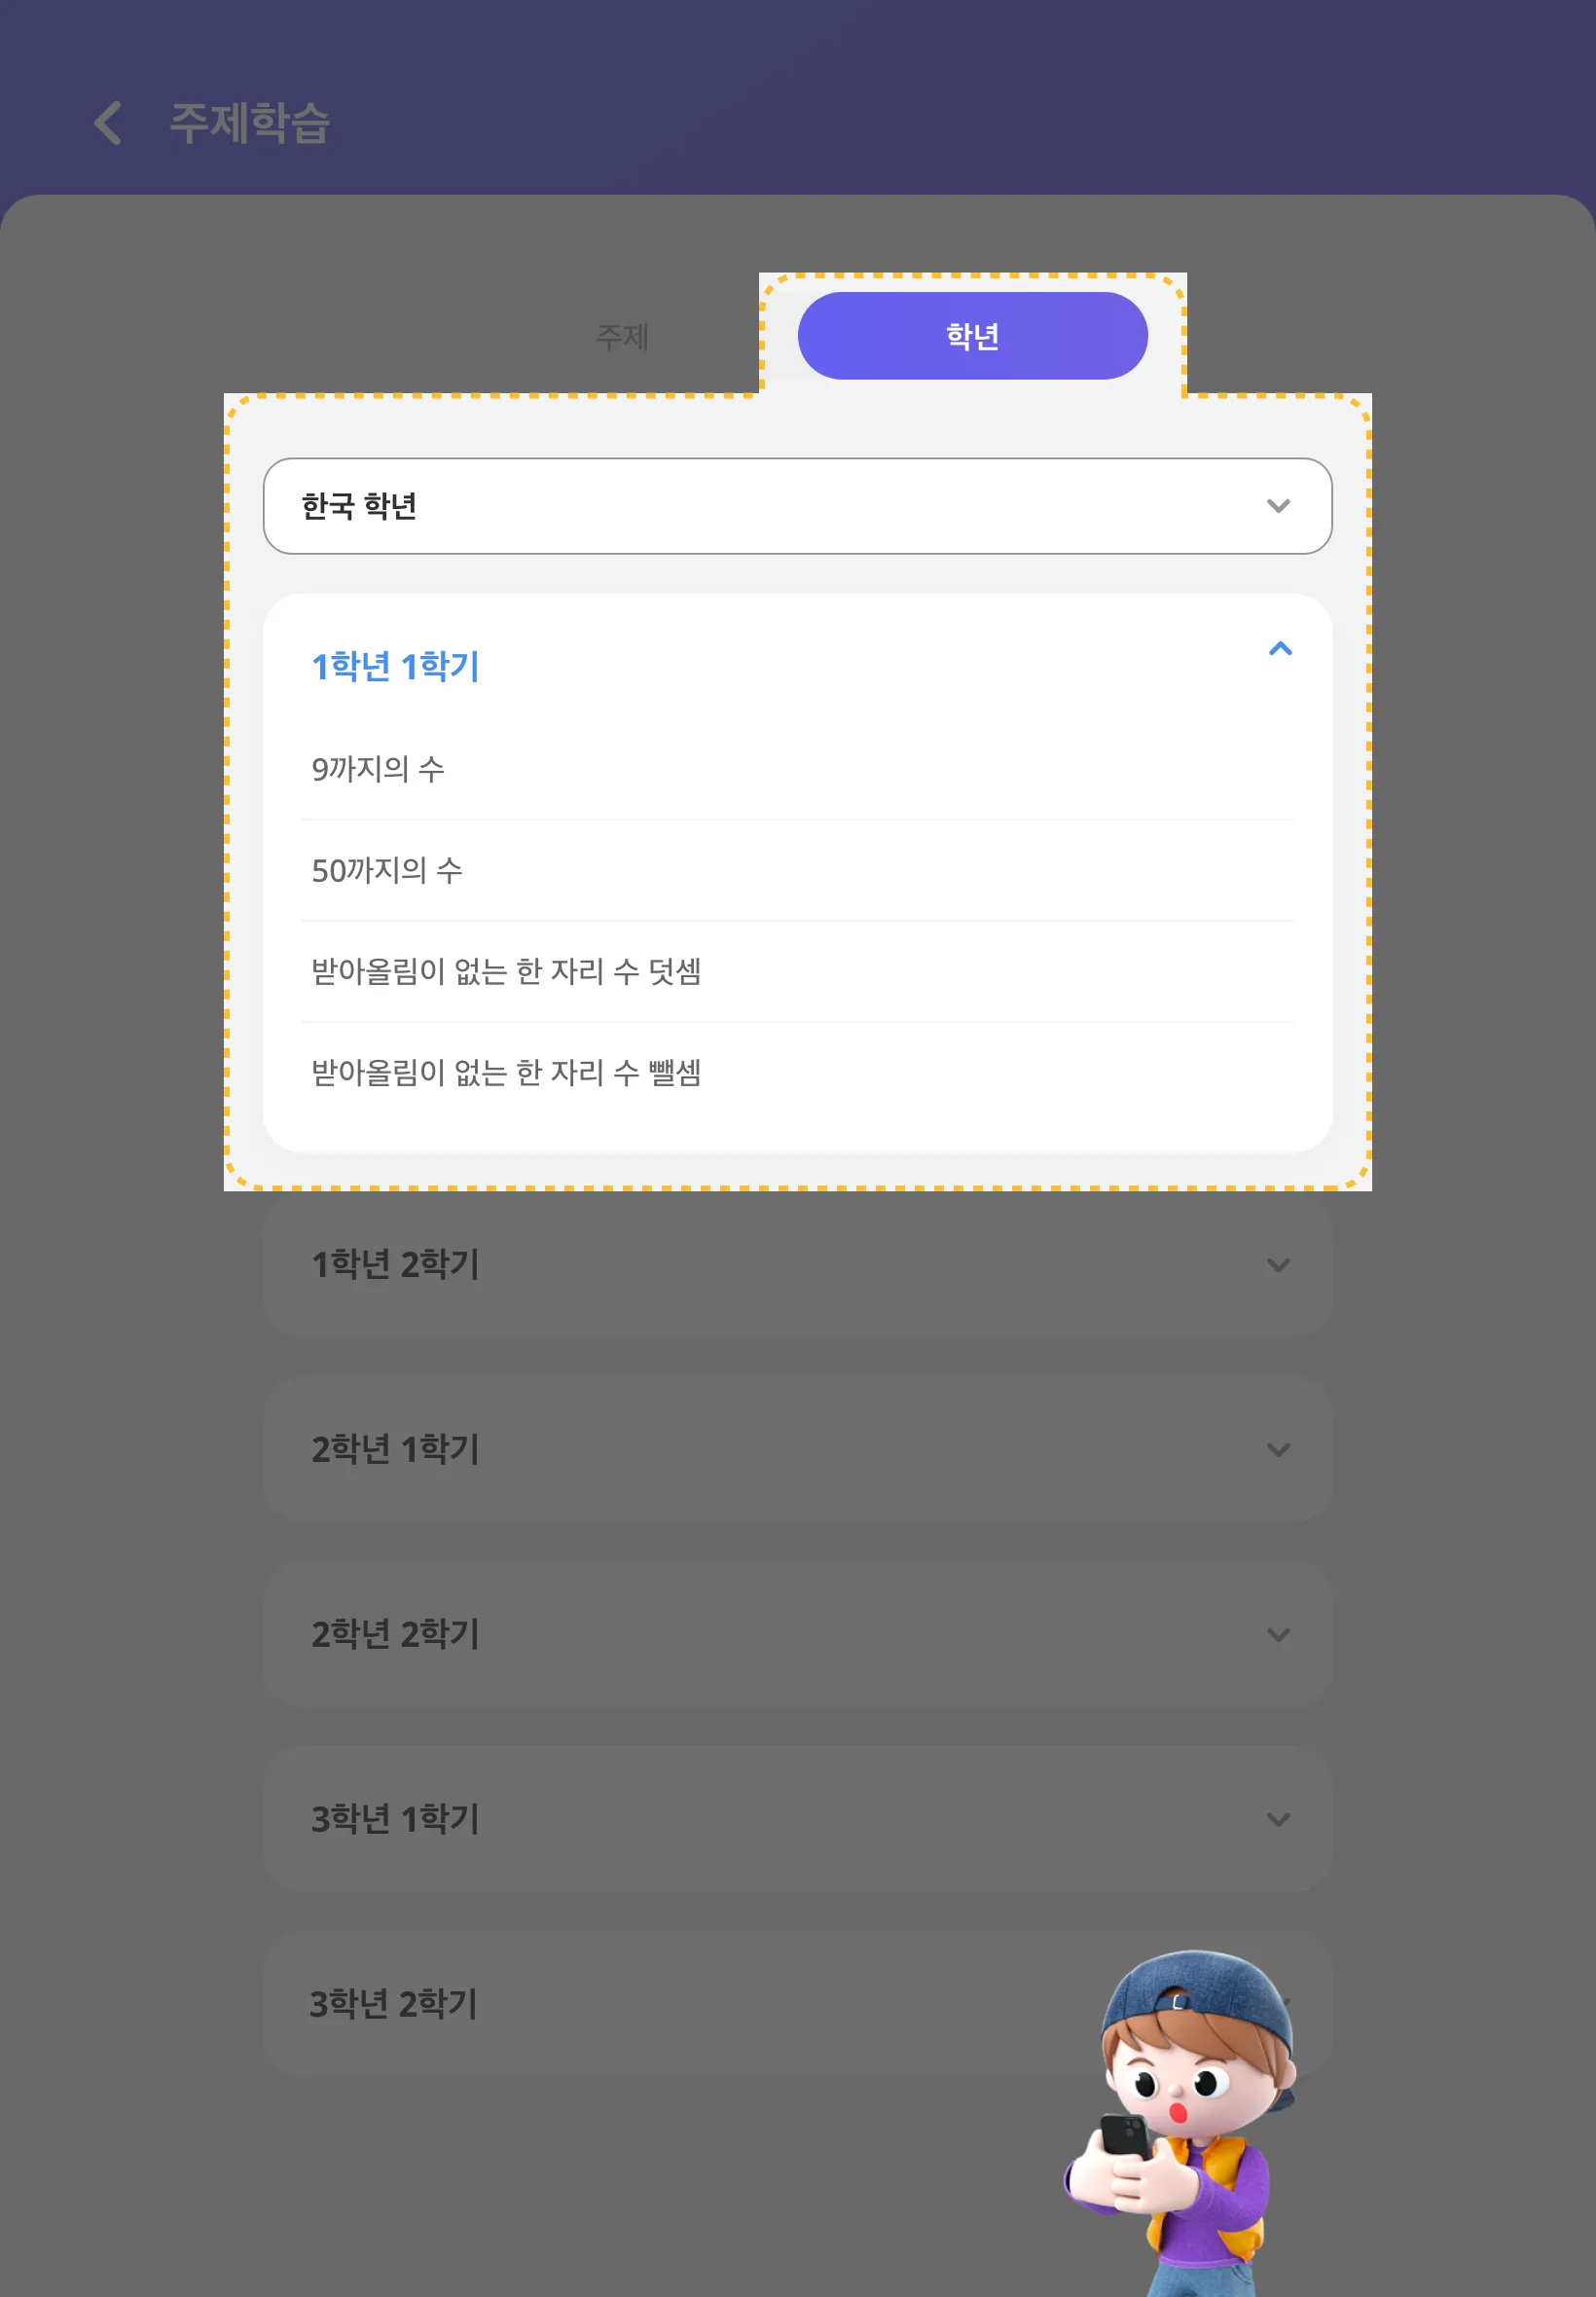 주제학습
주제
학년
한국 학년
1학년 1학기
9까지의 수
50까지의 수
받아올림이 없는 한 자리 수 덧셈
받아올림이 없는 한 자리 수 뺄셈
1학년 2학기
2학년 1학기
2학년 2학기
3학년 1학기
3학년 2학기